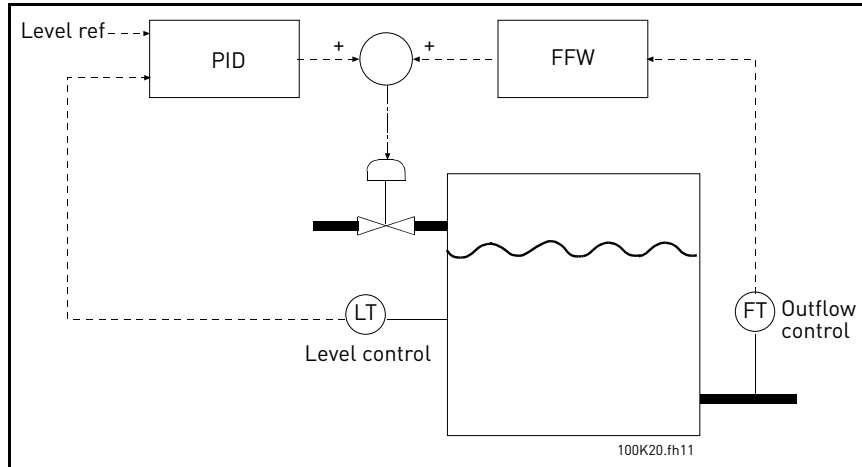 Level ref
PID
+
+
FFW
LT
Level control
FT
Outflow
control
100K20.fh11